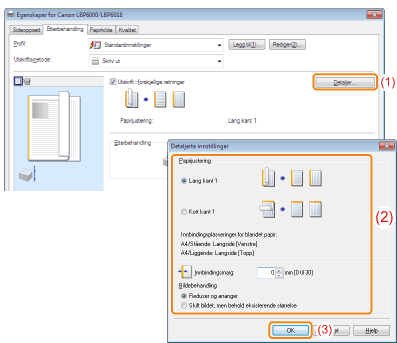 Egenskaper for Canon LBP6000/LBP6018
Sideoppsett Etterbehandling Papirkilde Kvalitet
Profil: Standardinnstillinger Legg til(1)... Rediger(2)...
Utskriftsmetode: Skriv ut
Utskrift i forskjellige retninger Detaljer... (1)
Papirjustering: Lang kant 1
Etterbehandling
Detaljerte innstillinger
Papirjustering
Lang kant 1
Kort kant 1
(2)
Innbindingsplasseringer for blandet papir:
A4/Stående: Langside [Venstre]
A4/Liggende: Langside [Topp]
Innbindingsmarg: 0 mm [0 til 30]
Bildebehandling
Reduser og arranger
Skift bildet, men behold eksisterende størrelse
OK (3) Hjelp